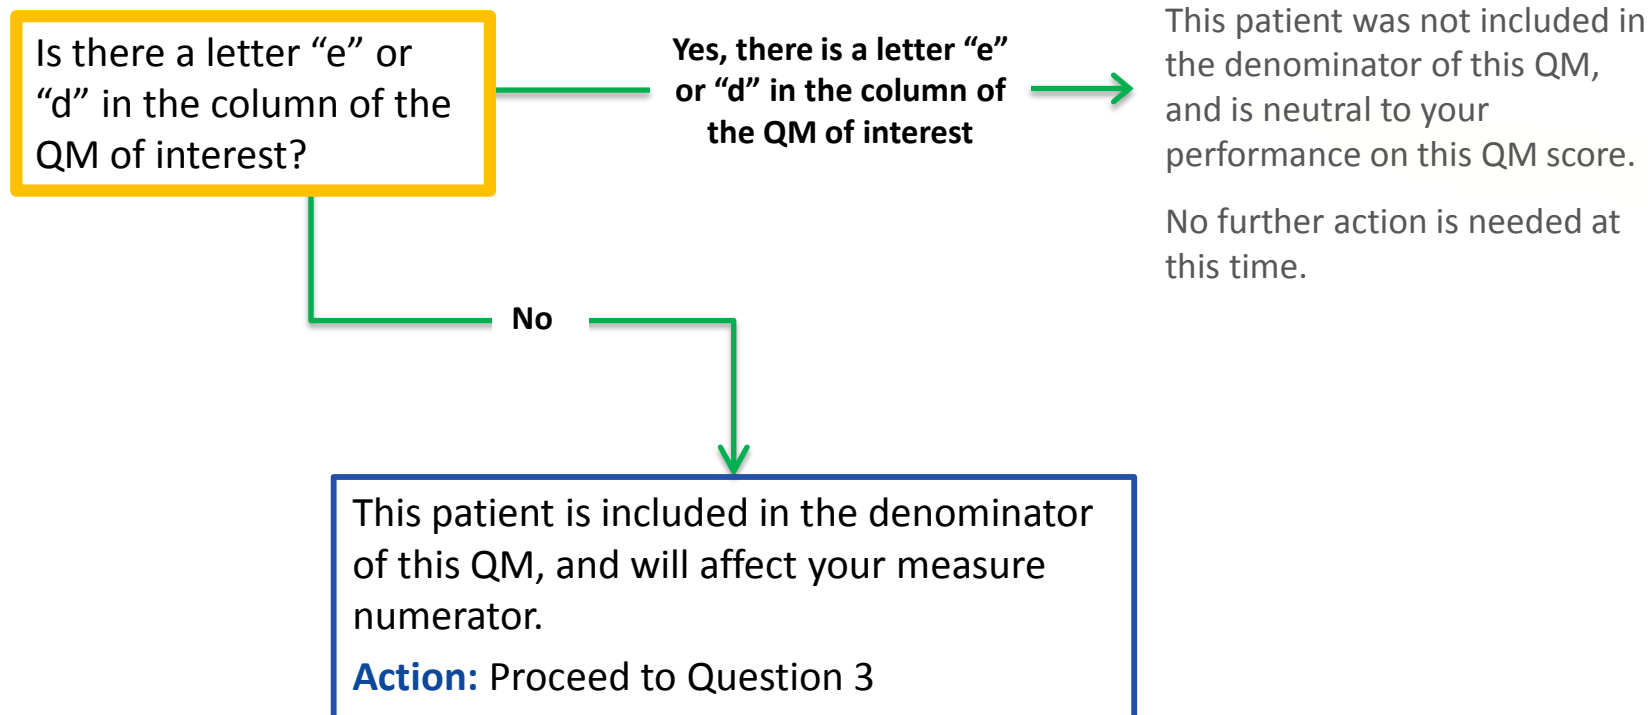 Is there a letter “e” or
“d” in the column of the
QM of interest?
Yes, there is a letter “e”
or “d” in the column of
the QM of interest
This patient was not included in
the denominator of this QM,
and is neutral to your
performance on this QM score.
No further action is needed at
this time.
No
This patient is included in the denominator
of this QM, and will affect your measure
numerator.
Action: Proceed to Question 3